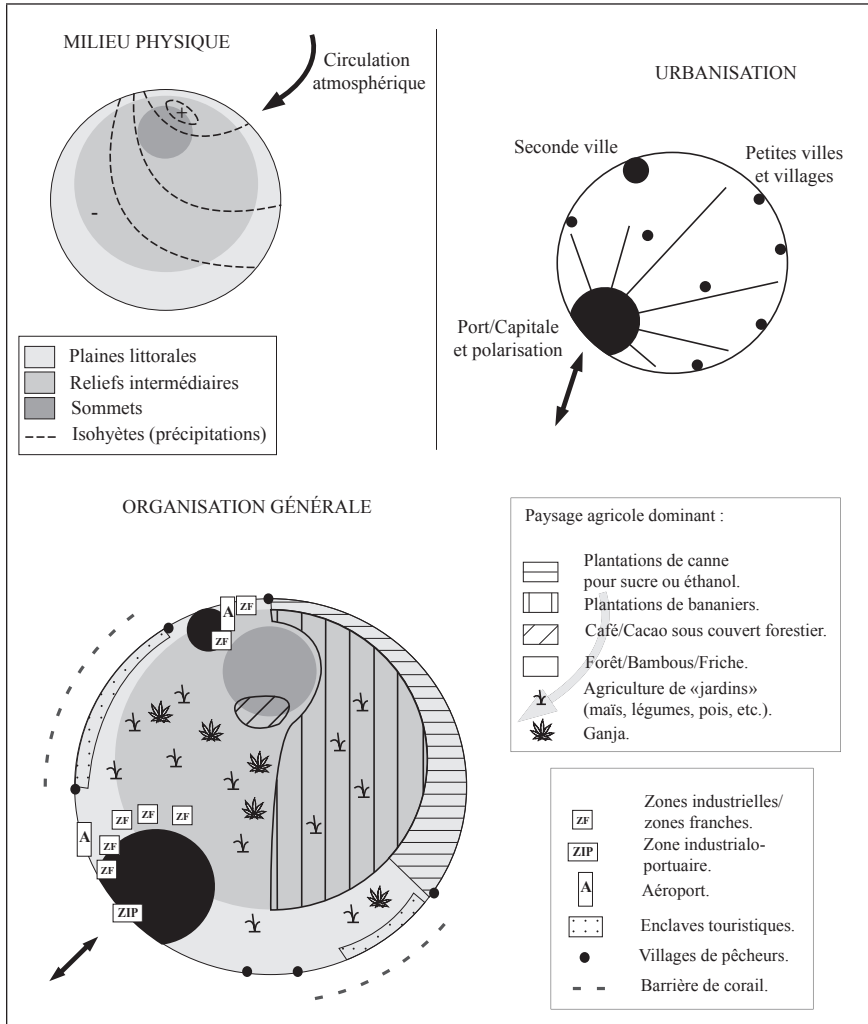 MILIEU PHYSIQUE
Circulation
atmosphérique
+
-
Plaines littorales
Reliefs intermédiaires
Sommets
Isohyètes (précipitations)
URBANISATION
Seconde ville
Petites villes
et villages
Port/Capitale
et polarisation
ORGANISATION GÉNÉRALE
A
ZF
ZF
ZF
ZF
ZF
A
ZF
ZF
ZIP
Paysage agricole dominant :
Plantations de canne
pour sucre ou éthanol.
Plantations de bananiers.
Café/Cacao sous couvert forestier.
Forêt/Bambous/Friche.
Agriculture de «jardins»
(maïs, légumes, pois, etc.).
Ganja.
ZF
Zones industrielles/
zones franches.
ZIP
Zone industrialo-
portuaire.
A
Aéroport.
Enclaves touristiques.
Villages de pêcheurs.
Barrière de corail.